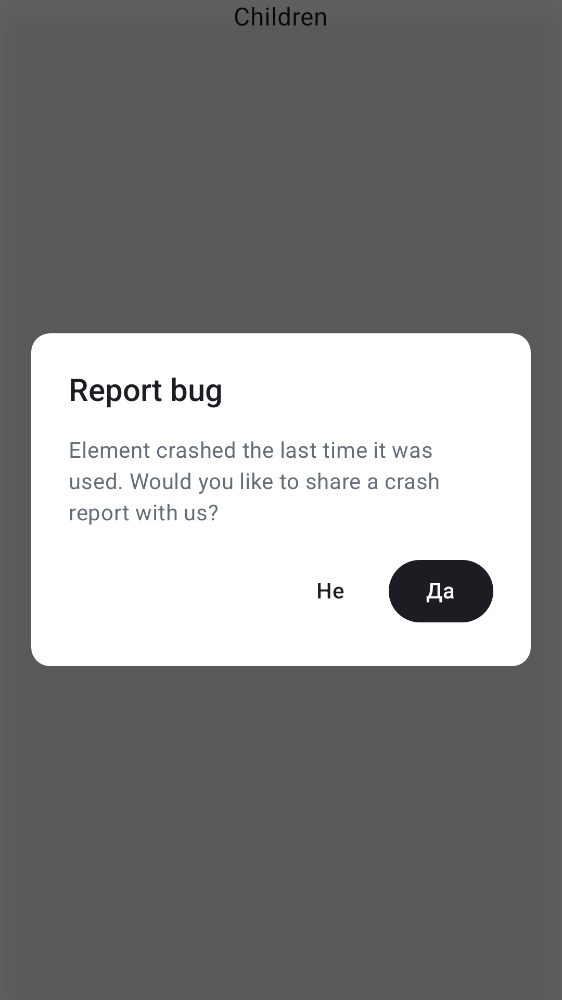 Children
Report bug
Element crashed the last time it was
used. Would you like to share a crash
report with us?
Не
Да